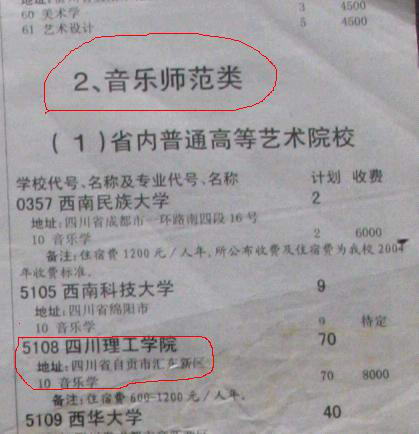 60 美术学 3 4500
61 艺术设计 5 4500
2、音乐师范类
(1)省内普通高等艺术院校
学校代号、名称及专业代号、名称 计划 收费
0357 西南民族大学 2
地址:四川省成都市一环路南四段16号
10 音乐学 2 6000
备注:住宿费1200元/人年,所公布收费及住宿费为我校2004
年收费标准.
5105 西南科技大学 9
地址:四川省绵阳市
10 音乐学 9 待定
5108 四川理工学院 70
地址:四川省自贡市汇东新区
10 音乐学 70 8000
备注:住宿费600-1200元/人年.
5109 西华大学 40